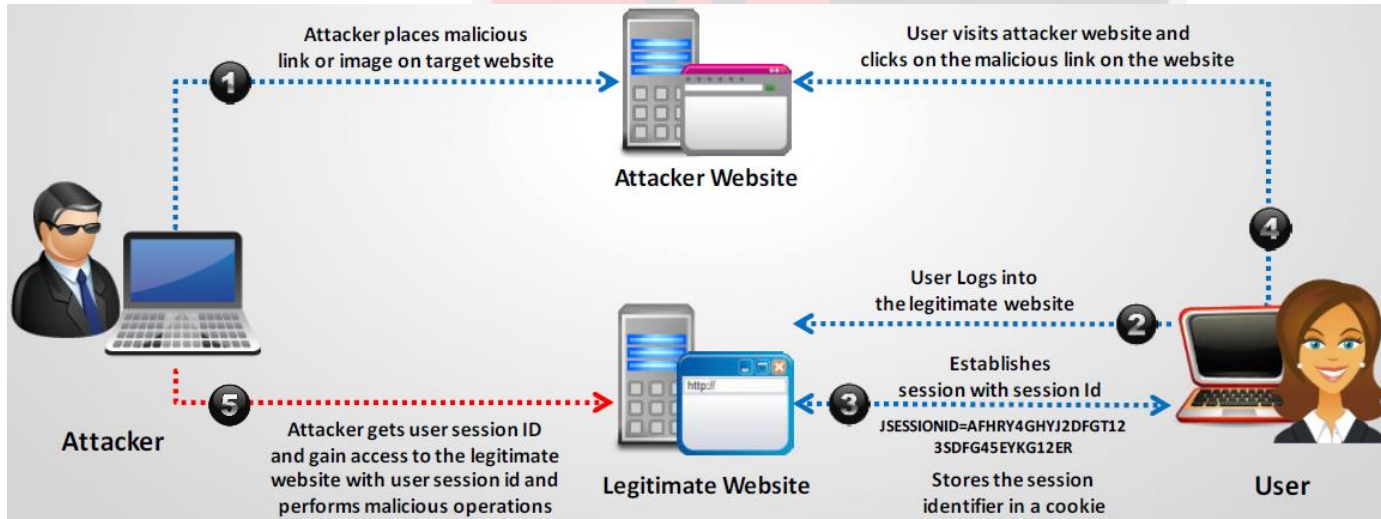 1
Attacker places malicious
link or image on target website
User visits attacker website and
clicks on the malicious link on the website
Attacker Website
4
User Logs into
the legitimate website
2
http://
3
Establishes
session with session Id
JSESSIONID=AFHRY4GHYJ2DFGT12
3SDFG45EYKG12ER
Stores the session
identifier in a cookie
5
Attacker
Attacker gets user session ID
and gain access to the legitimate
website with user session id and
performs malicious operations
Legitimate Website
User